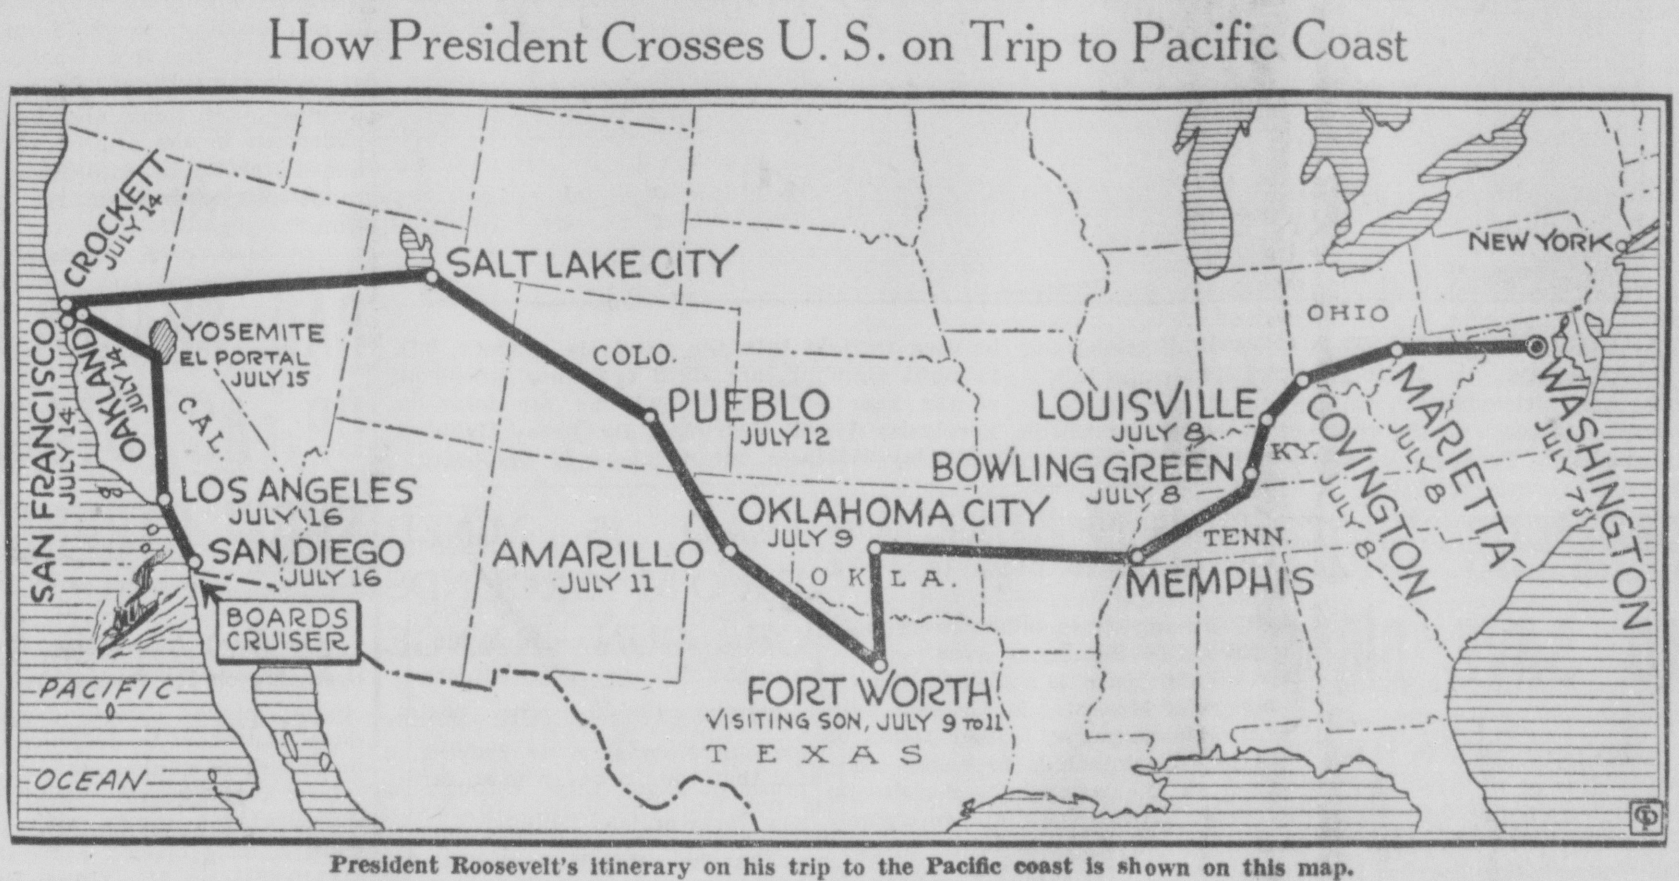 How President Crosses U. S. on Trip to Pacific Coast
CROCKETT
JULY 14
SALT LAKE CITY
NEW YORK
SAN FRANCISCO
JULY 14
OAKLAND
JULY 14
YOSEMITE
EL PORTAL
JULY 15
CAL.
COLO.
PUEBLO
JULY 12
OHIO
LOUISVILLE
JULY 8
KY.
BOWLING GREEN
JULY 8
COVINGTON
JULY 8
MARIETTA
JULY 8
WASHINGTON
JULY 7
LOS ANGELES
JULY 16
SAN DIEGO
JULY 16
BOARDS
CRUISER
AMARILLO
JULY 11
OKLAHOMA CITY
JULY 9
OKLA.
TENN.
MEMPHIS
FORT WORTH
VISITING SON, JULY 9 TO 11
TEXAS
PACIFIC
OCEAN
CP
President Roosevelt's itinerary on his trip to the Pacific coast is shown on this map.